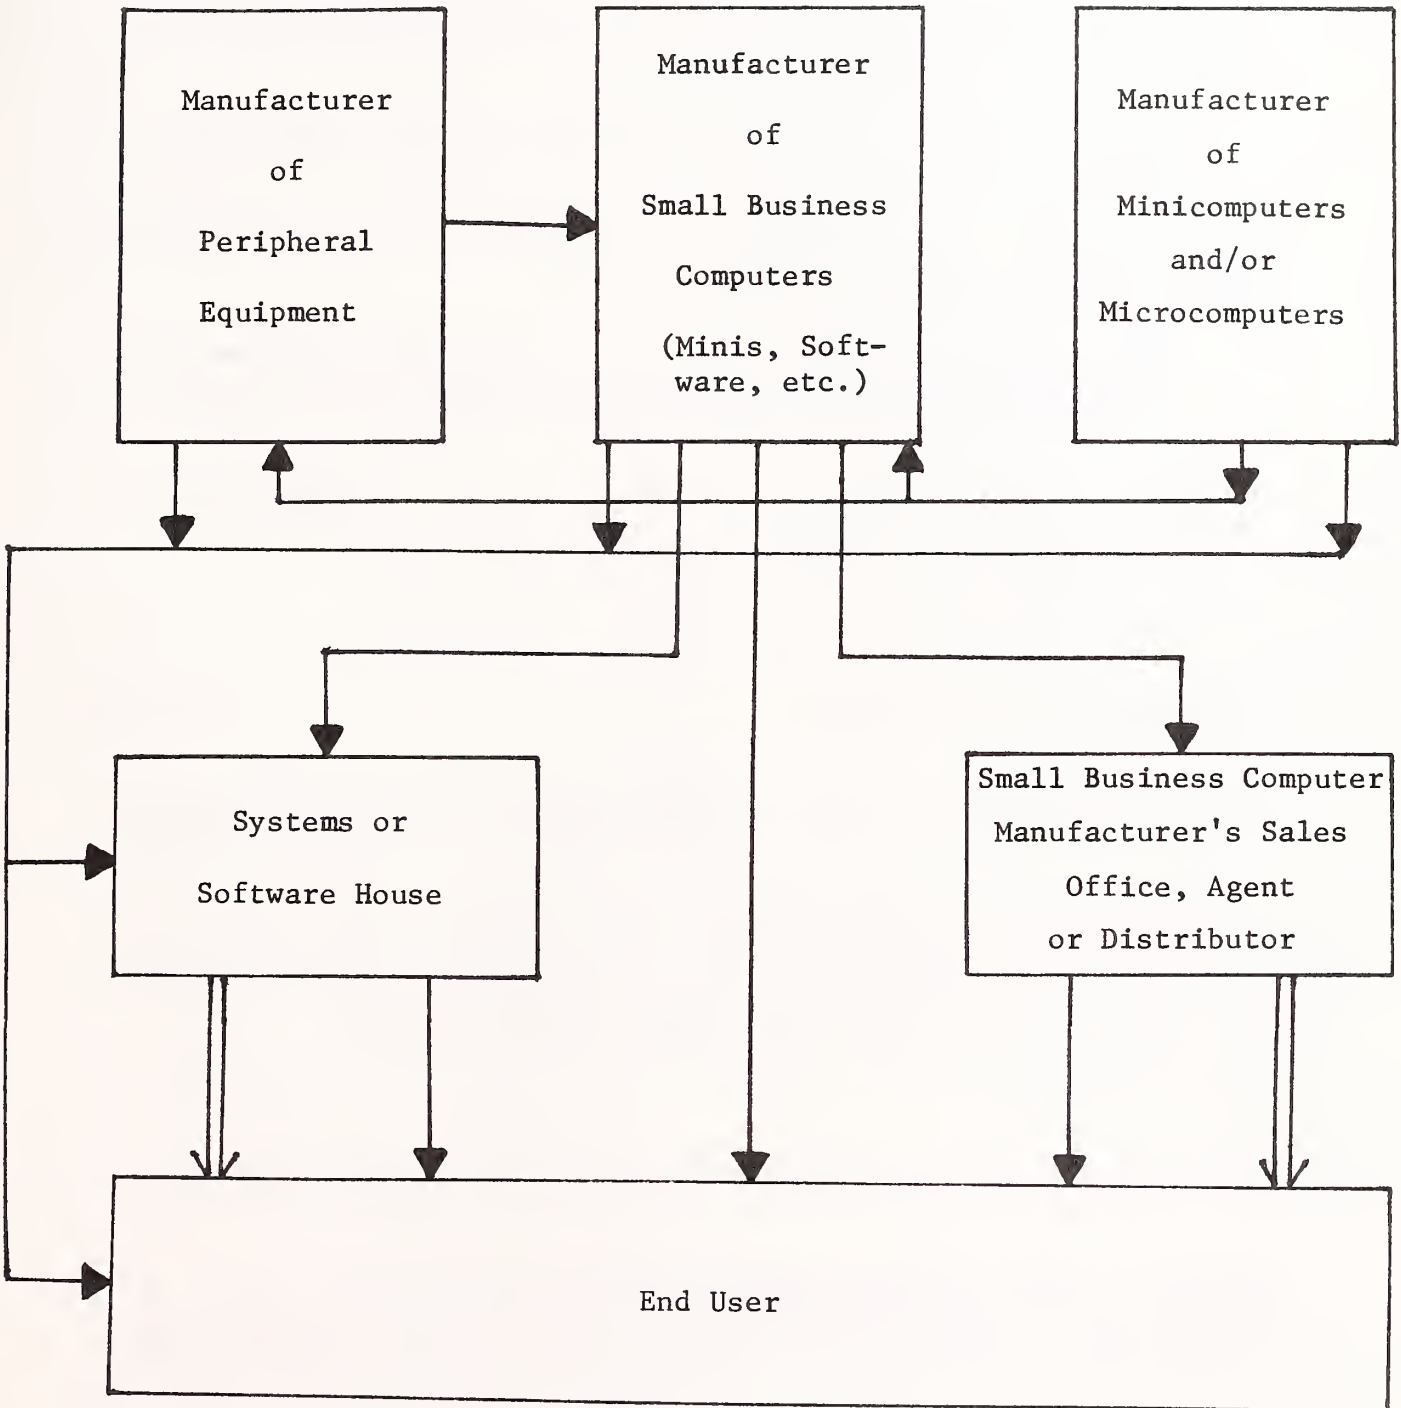 Manufacturer
of
Peripheral
Equipment
Manufacturer
of
Small Business
Computers
(Minis, Soft-
ware, etc.)
Manufacturer
of
Minicomputers
and/or
Microcomputers
Systems or
Software House
Small Business Computer
Manufacturer's Sales
Office, Agent
or Distributor
End User